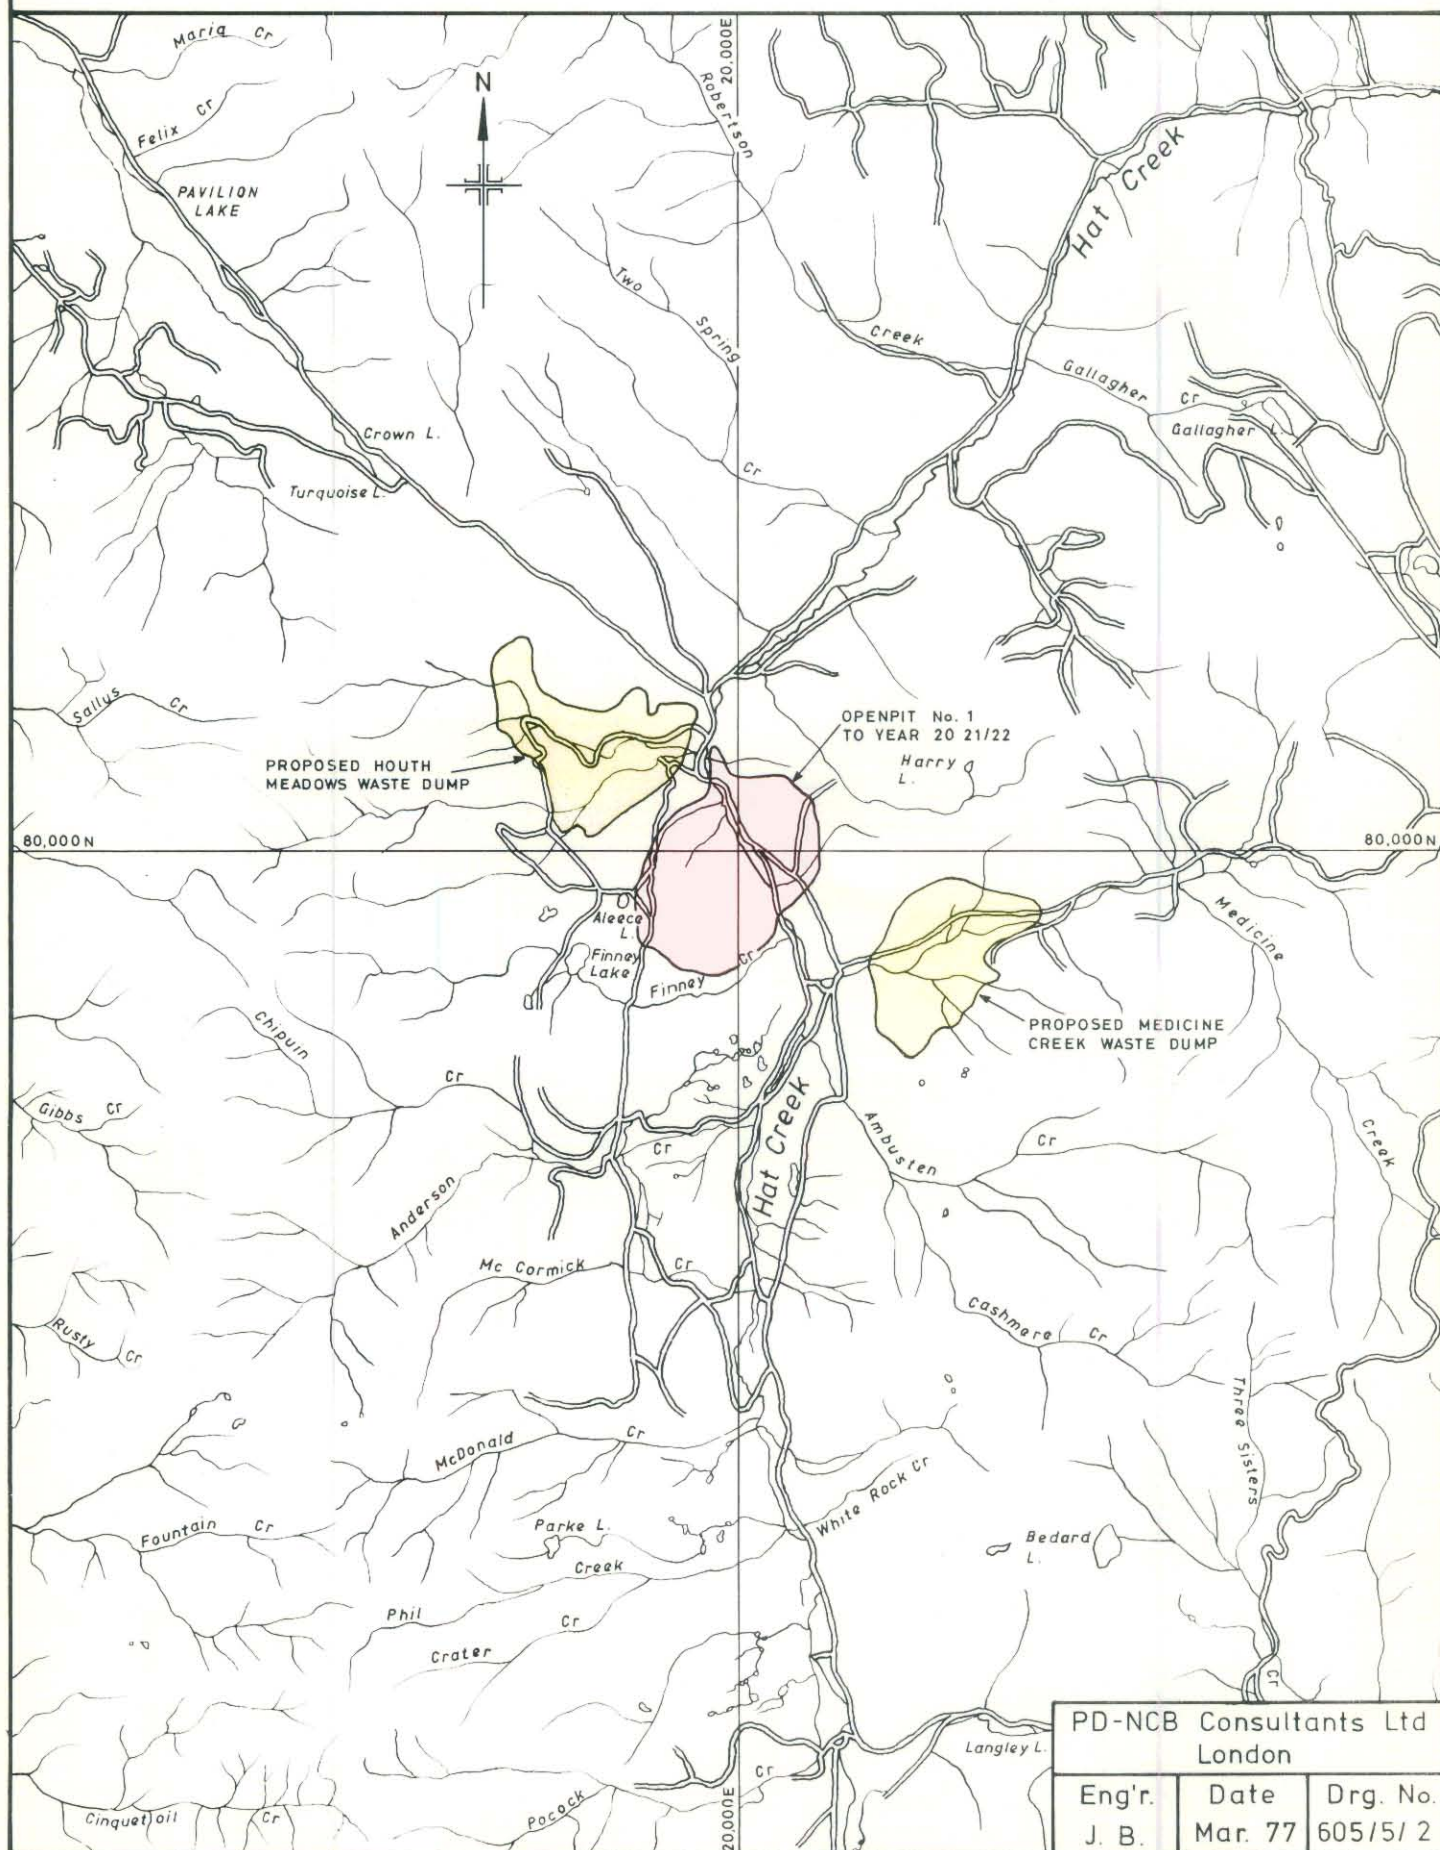 Maria Cr
20,000E
N
Robertson
Felix Cr
Hat Creek
PAVILION
LAKE
Two
Spring
Creek
Gallagher
Cr
Gallagher L.
Crown L.
Cr
Turquoise L.
Sallus Cr
OPENPIT No. 1
TO YEAR 20 21/22
PROPOSED HOUTH
MEADOWS WASTE DUMP
Harry
L.
80,000N
80,000N
Aleece
L.
Medicine
Finney
Lake
Finney Cr
PROPOSED MEDICINE
CREEK WASTE DUMP
Chipuin
Cr
Gibbs Cr
Hat Creek
Ambusten
Cr
Creek
Cr
Anderson
Mc Cormick Cr
Cashmere Cr
Rusty Cr
Three Sisters
McDonald Cr
White Rock Cr
Fountain Cr
Parke L.
Bedard
L.
Creek
Phil
Cr
Crater
Cr
PD-NCB Consultants Ltd
London
Langley L.
Cr
Pocock
20,000E
Cinquetoil Cr
Eng'r. Date Drg. No.
J. B. Mar. 77 605/5/ 2